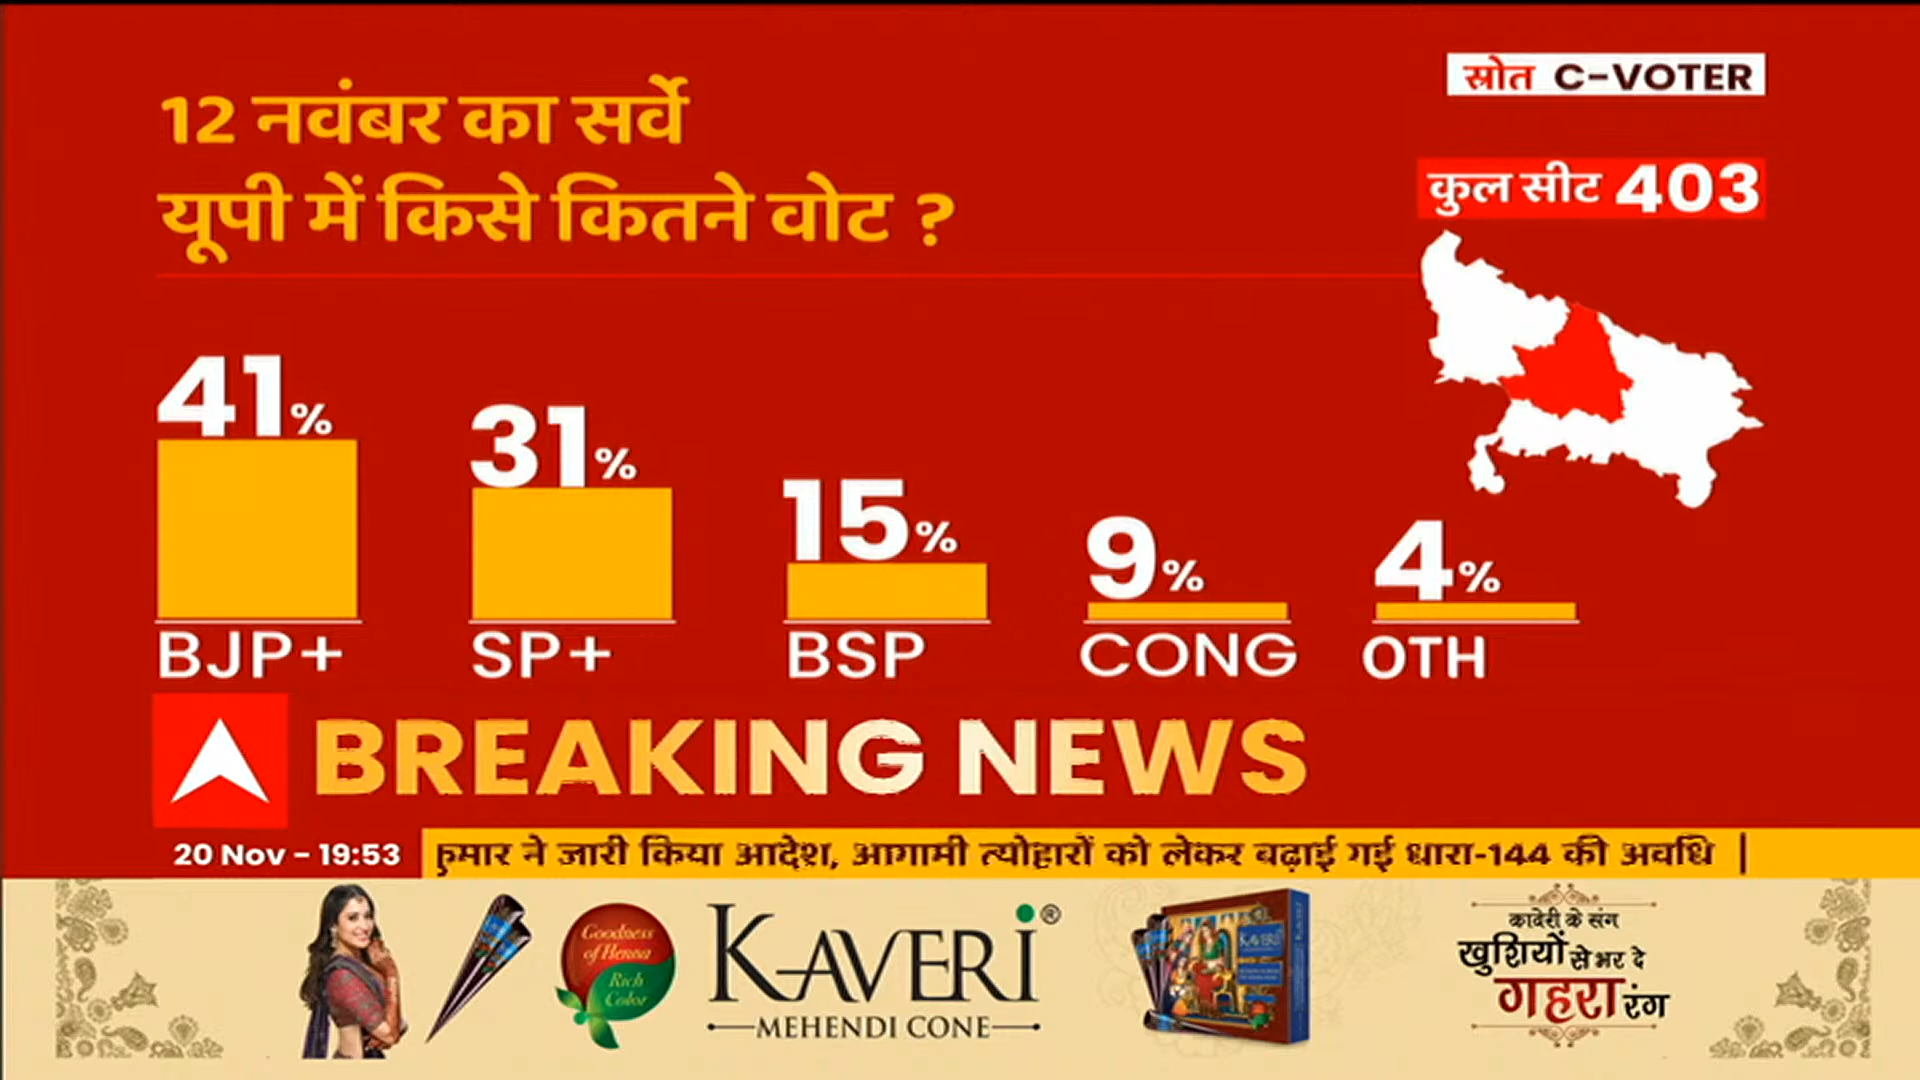 12 नवंबर का सर्वे
यूपी में किसे कितने वोट ?
स्रोत C-VOTER
कुल सीट 403
41%
31%
15%
9%
4%
BJP+
SP+
BSP
CONG
OTH
BREAKING NEWS
20 Nov - 19:53
कुमार ने जारी किया आदेश, आगामी त्योहारों को लेकर बढ़ाई गई धारा-144 की अवधि |
Goodness
of Henna
Rich
Color
KAVERI®
MEHENDI CONE
KAVERI
कावेरी के संग
खुशियों से भर दे
गहरा रंग